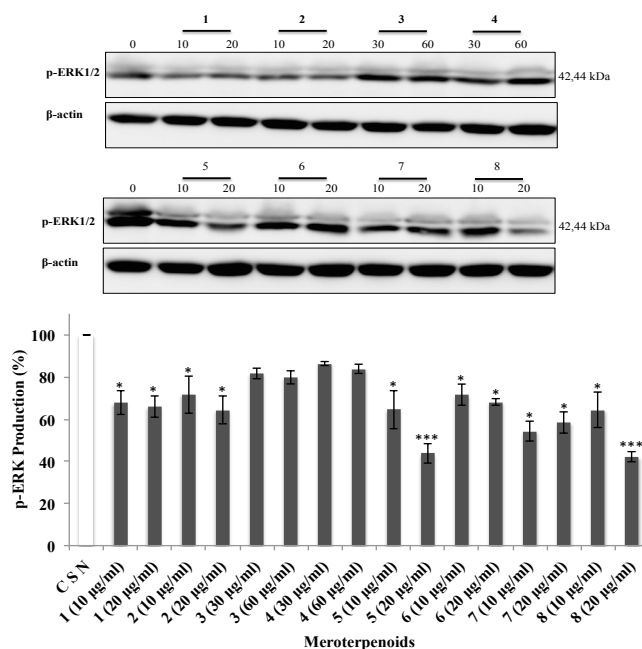 1 2 3 4
0 10 20 10 20 30 60 30 60
p-ERK1/2
42,44 kDa
β-actin
5 6 7 8
0 10 20 10 20 10 20 10 20
p-ERK1/2
42,44 kDa
β-actin
p-ERK Production (%)
100
80
60
40
20
0
* * * * * *** * * * * * ***
C S N
1 (10 µg/ml)
1 (20 µg/ml)
2 (10 µg/ml)
2 (20 µg/ml)
3 (30 µg/ml)
3 (60 µg/ml)
4 (30 µg/ml)
4 (60 µg/ml)
5 (10 µg/ml)
5 (20 µg/ml)
6 (10 µg/ml)
6 (20 µg/ml)
7 (10 µg/ml)
7 (20 µg/ml)
8 (10 µg/ml)
8 (20 µg/ml)
Meroterpenoids